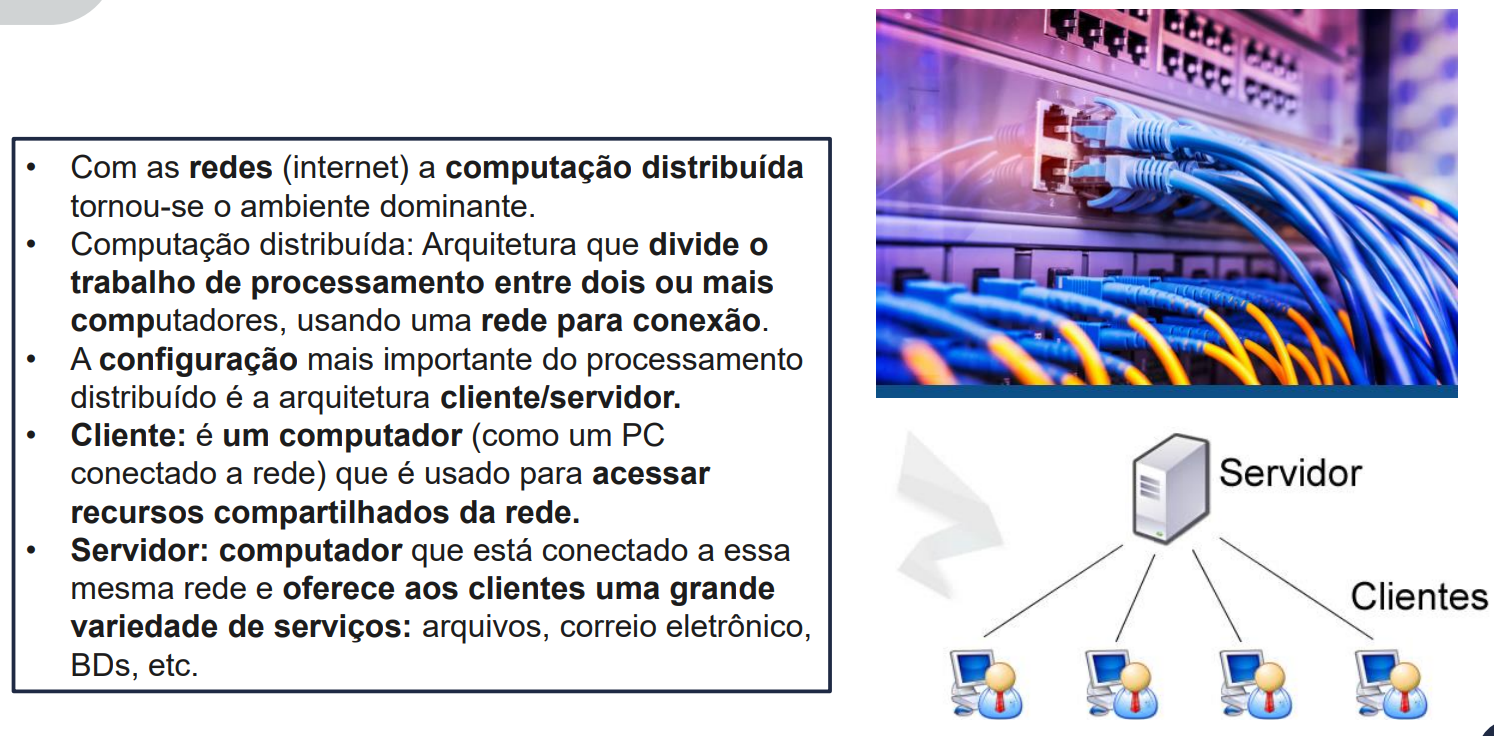 • Com as redes (internet) a computação distribuída
tornou-se o ambiente dominante.
• Computação distribuída: Arquitetura que divide o
trabalho de processamento entre dois ou mais
computadores, usando uma rede para conexão.
• A configuração mais importante do processamento
distribuído é a arquitetura cliente/servidor.
• Cliente: é um computador (como um PC
conectado a rede) que é usado para acessar
recursos compartilhados da rede.
• Servidor: computador que está conectado a essa
mesma rede e oferece aos clientes uma grande
variedade de serviços: arquivos, correio eletrônico,
BDs, etc.
Servidor
Clientes